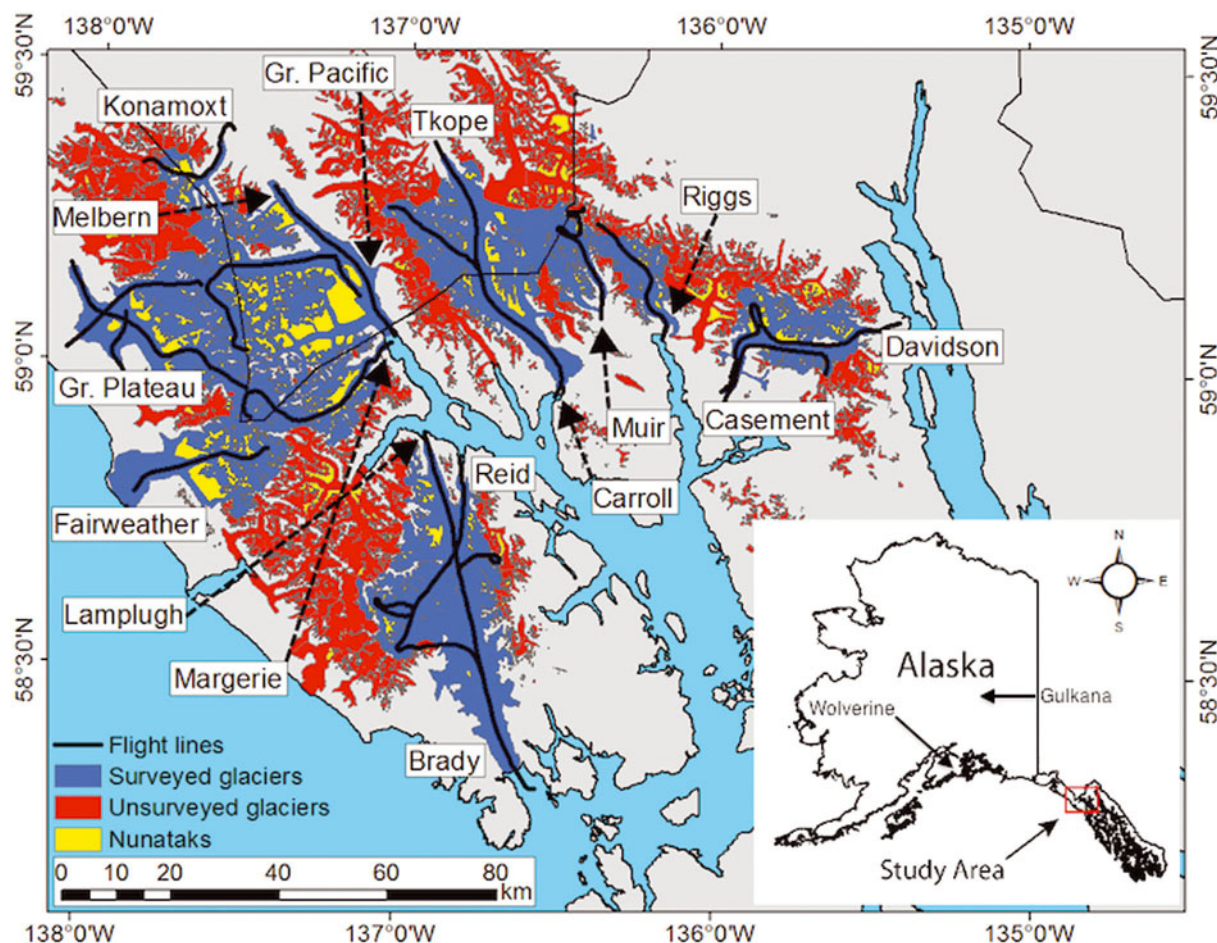 138°0'W 137°0'W 136°0'W 135°0'W
59°30'N
59°30'N
Gr. Pacific
Konamoxt
Tkope
Melbern
Riggs
59°0'N
59°0'N
Davidson
Gr. Plateau
Muir
Casement
Reid
Carroll
Fairweather
Lamplugh
Margerie
58°30'N
58°30'N
Brady
Flight lines
Surveyed glaciers
Unsurveyed glaciers
Nunataks
0 10 20 40 60 80
km
N
W E
S
Alaska
Gulkana
Wolverine
Study Area
138°0'W 137°0'W 136°0'W 135°0'W